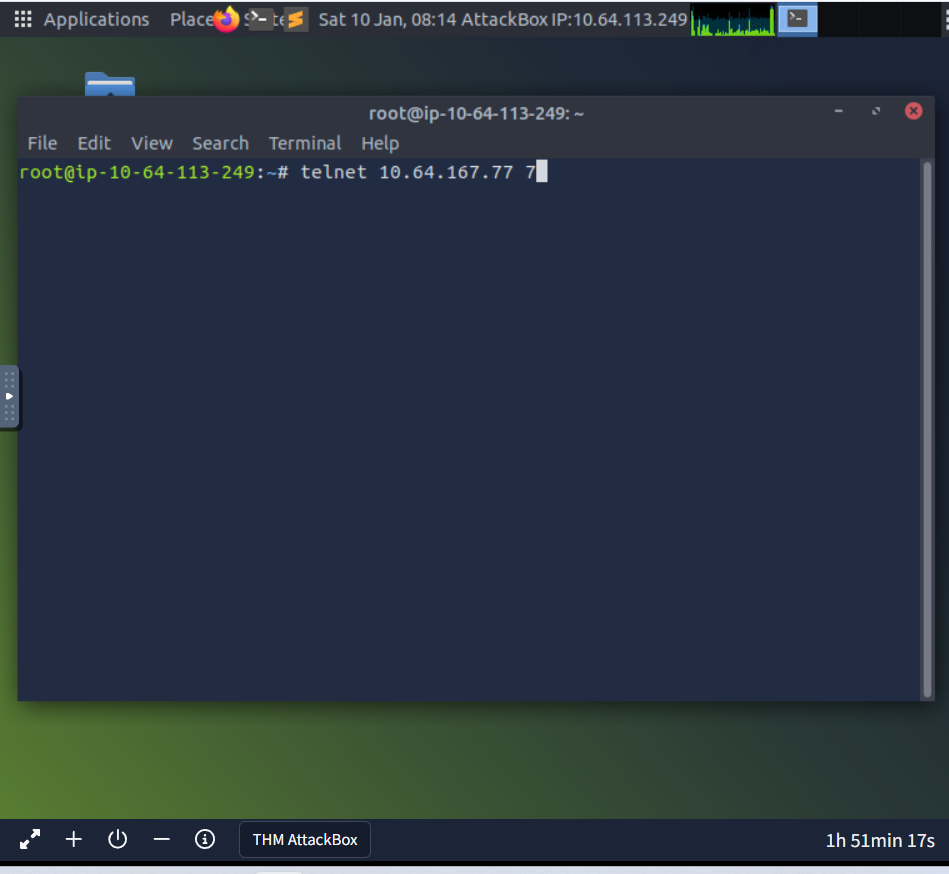 Applications Place Sat 10 Jan, 08:14 AttackBox IP:10.64.113.249
root@ip-10-64-113-249: ~
File Edit View Search Terminal Help
root@ip-10-64-113-249:~# telnet 10.64.167.77 7
THM AttackBox 1h 51min 17s